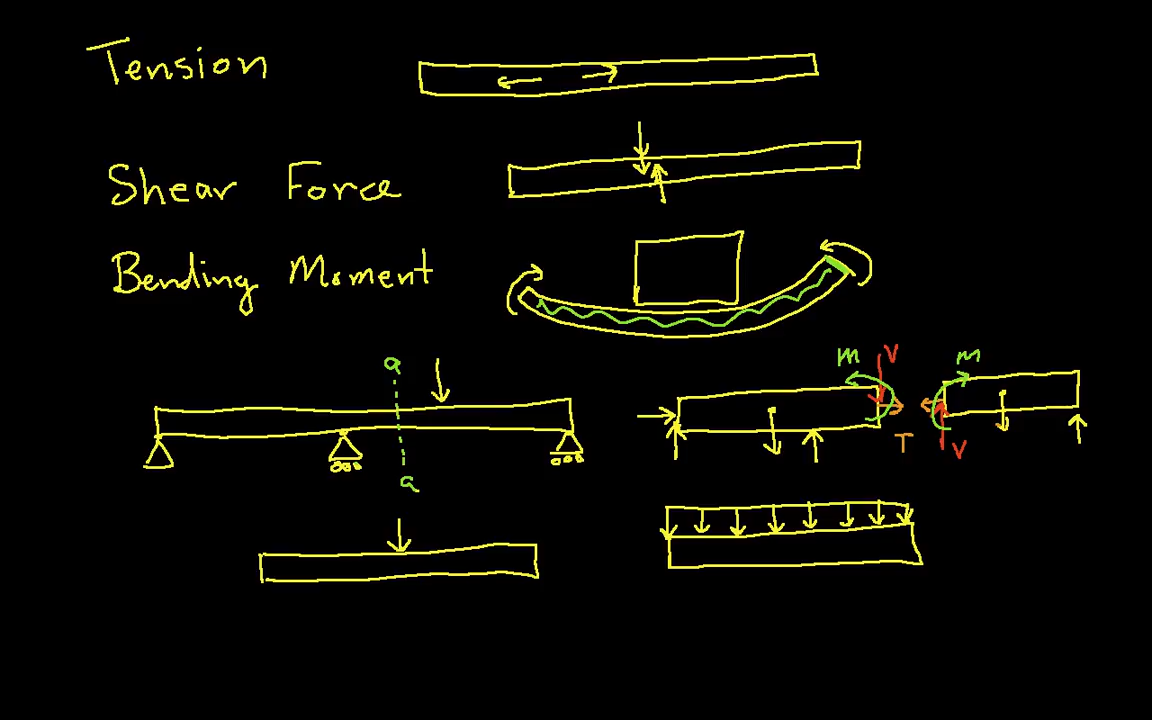 Tension
Shear Force
Bending Moment
a
m V m
T V
a